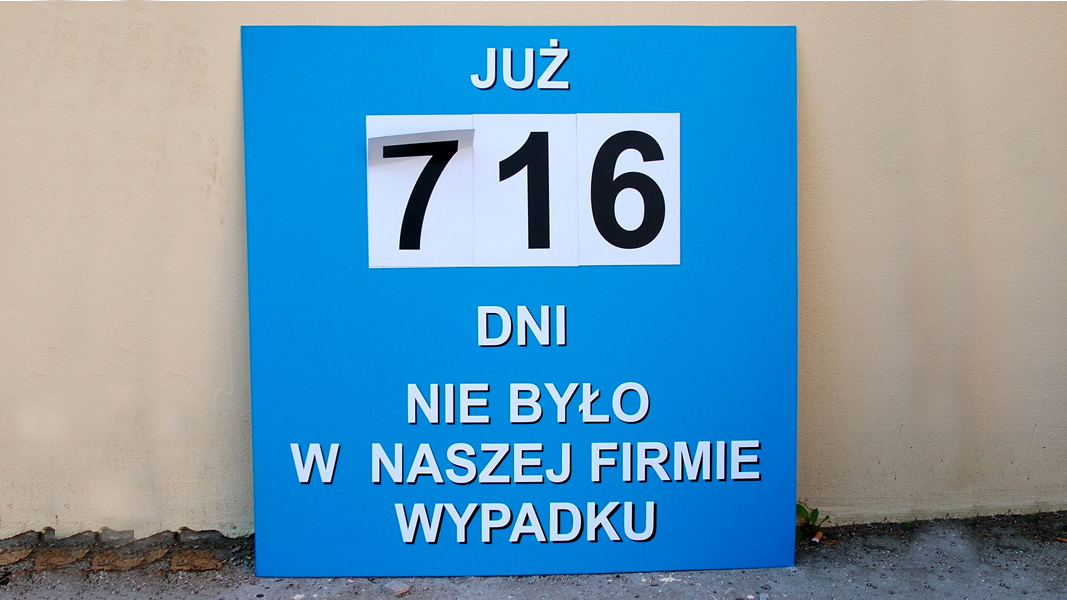 JUŻ
716
DNI
NIE BYŁO
W NASZEJ FIRMIE
WYPADKU